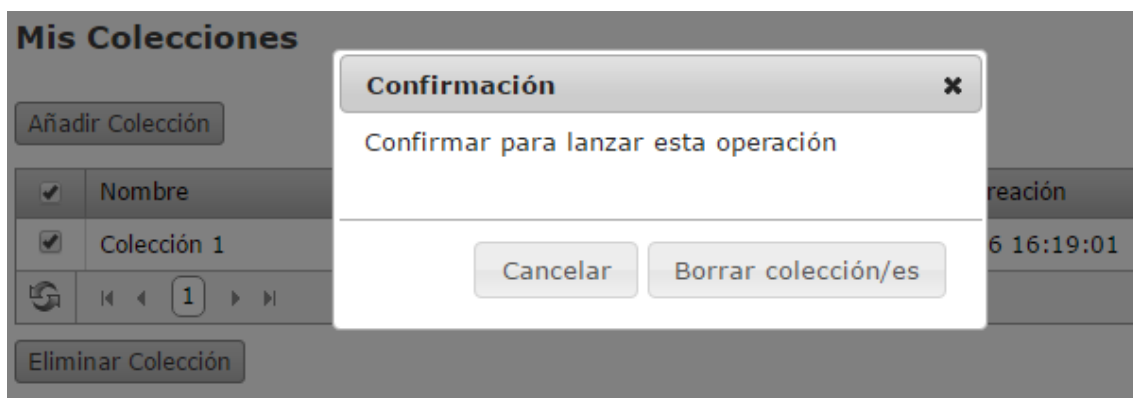 Mis Colecciones
Confirmación
Añadir Colección
Confirmar para lanzar esta operación
Nombre
reación
Colección 1
6 16:19:01
Cancelar
Borrar colección/es
1
Eliminar Colección